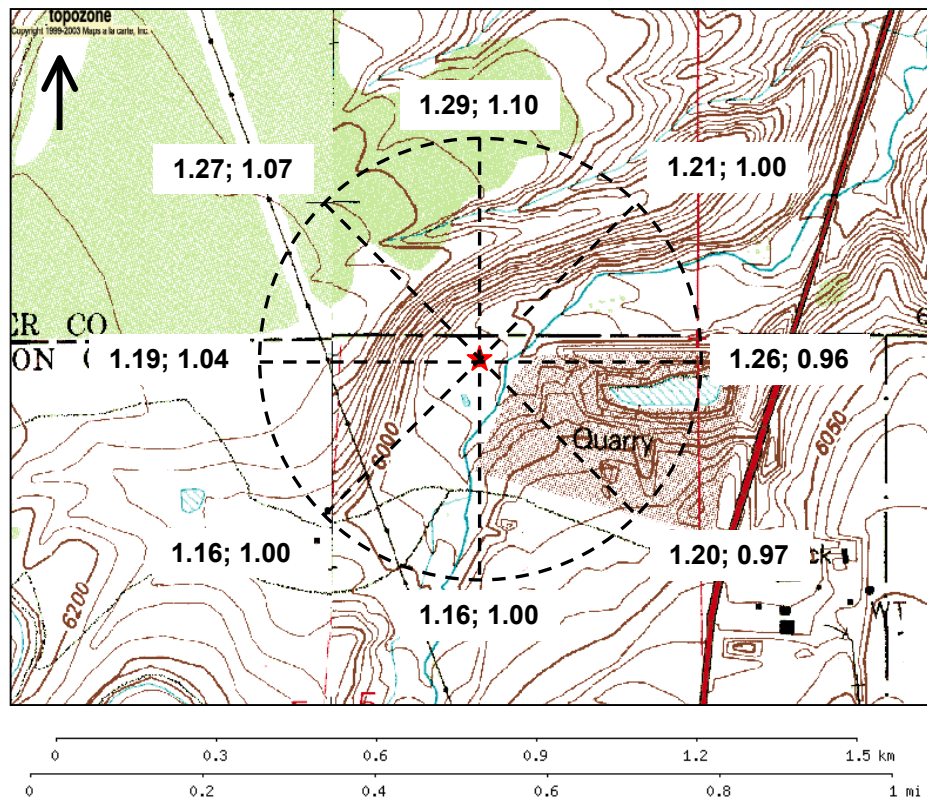 topozone
Copyright 1999-2003 Maps a la carte, Inc.
1.29; 1.10
1.27; 1.07
1.21; 1.00
ER CO
6
ON
1.19; 1.04
1.26; 0.96
6000
Quarry
6050
1.16; 1.00
1.20; 0.97
ck
6200
1.16; 1.00
WT
0 0.3 0.6 0.9 1.2 1.5 km
0 0.2 0.4 0.6 0.8 1 mi